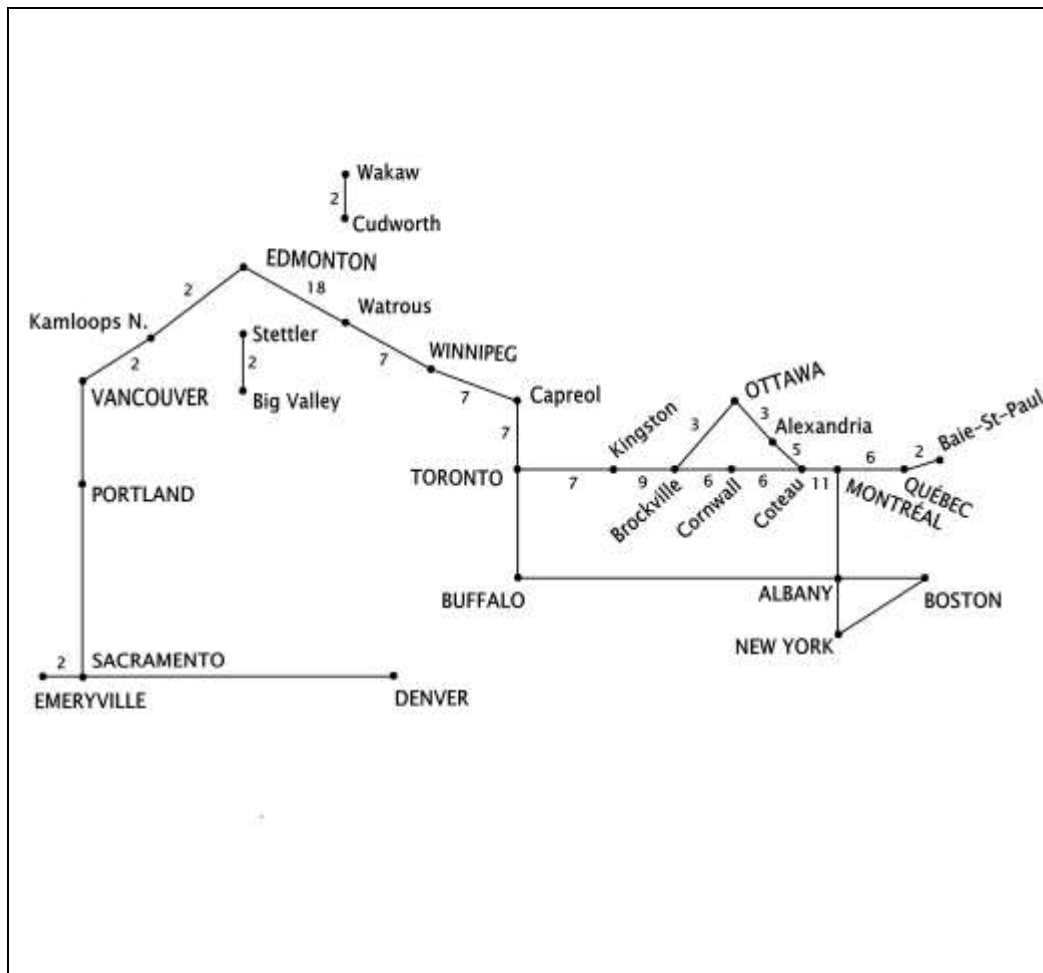 Wakaw
2
Cudworth
EDMONTON
2
18
Watrous
Kamloops N.
Stettler
7
WINNIPEG
2
2
VANCOUVER
Big Valley
7
Capreol
OTTAWA
Kingston
3
3
Alexandria
Baie-St-Paul
7
5
6
2
TORONTO
7
9
6
6
11
Brockville
Cornwall
Coteau
MONTRÉAL
QUÉBEC
PORTLAND
BUFFALO
ALBANY
BOSTON
NEW YORK
2
SACRAMENTO
EMERYVILLE
DENVER